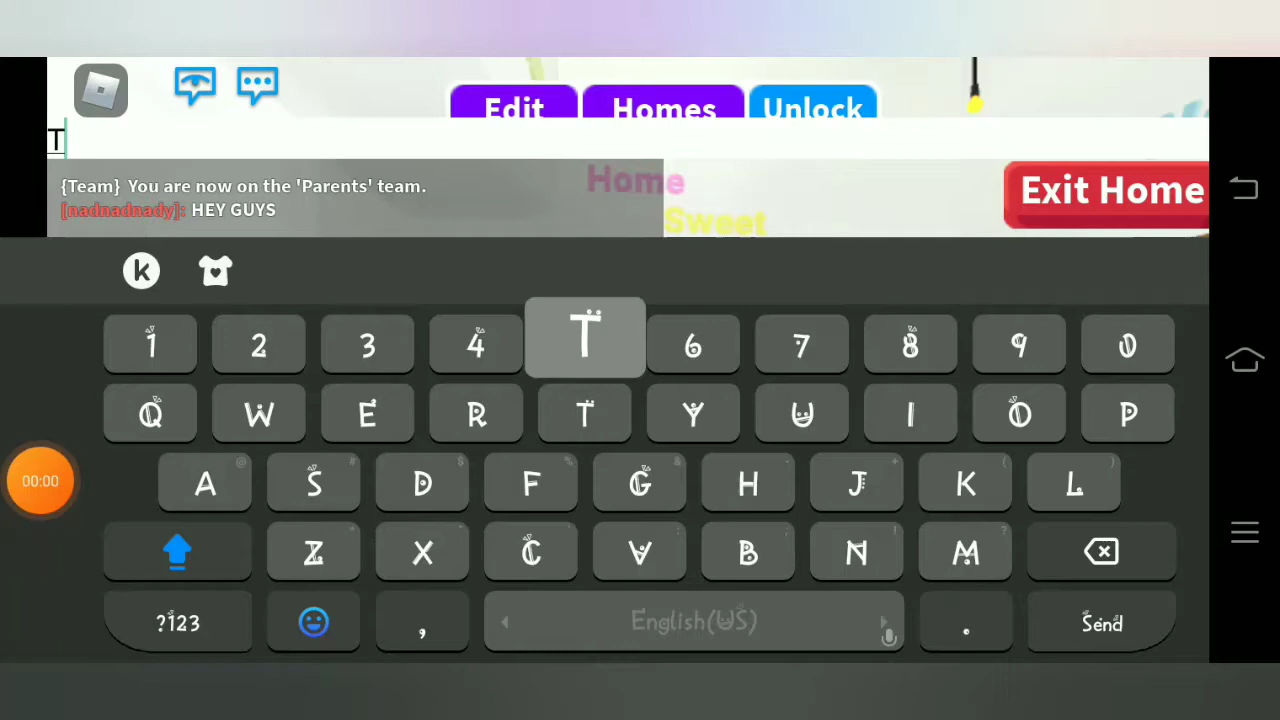 Edit Homes Unlock
T
{Team} You are now on the 'Parents' team.
[nadnadnady]: HEY GUYS
Home
Sweet
Exit Home
k
T
1 2 3 4 6 7 8 9 0
Q W E R T Y U I O P
A @ S # D $ F % G & H - J + K ( L )
00:00
Z X C V B N M
?123 , English(US) . Send